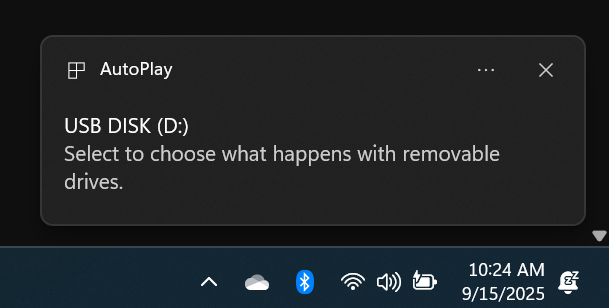 AutoPlay
USB DISK (D:)
Select to choose what happens with removable
drives.
10:24 AM
9/15/2025